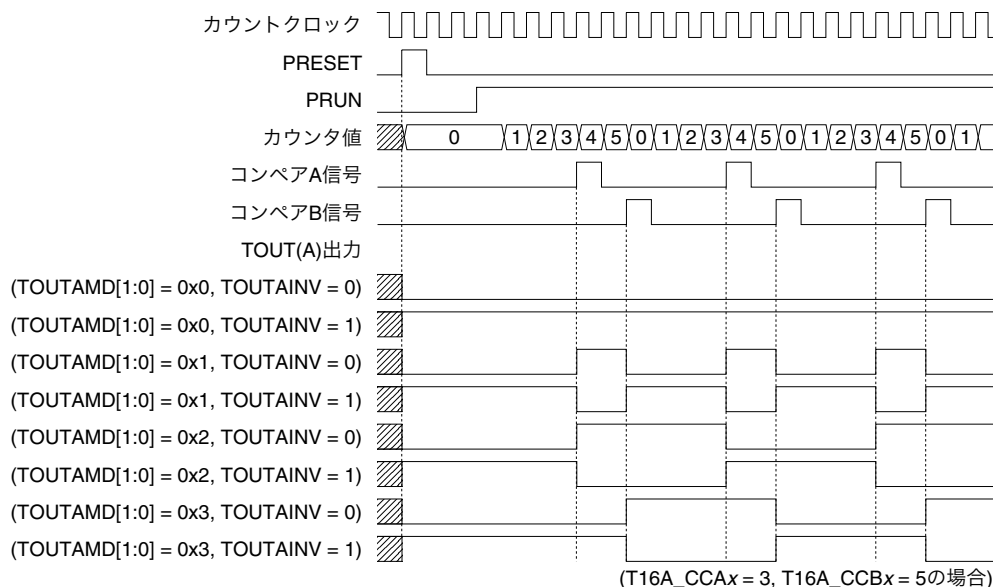 カウントクロック
PRESET
PRUN
カウンタ値 0 1 2 3 4 5 0 1 2 3 4 5 0 1 2 3 4 5 0 1
コンペアA信号
コンペアB信号
TOUT(A)出力
(TOUTAMD[1:0] = 0x0, TOUTAINV = 0)
(TOUTAMD[1:0] = 0x0, TOUTAINV = 1)
(TOUTAMD[1:0] = 0x1, TOUTAINV = 0)
(TOUTAMD[1:0] = 0x1, TOUTAINV = 1)
(TOUTAMD[1:0] = 0x2, TOUTAINV = 0)
(TOUTAMD[1:0] = 0x2, TOUTAINV = 1)
(TOUTAMD[1:0] = 0x3, TOUTAINV = 0)
(TOUTAMD[1:0] = 0x3, TOUTAINV = 1)
(T16A_CCAx = 3, T16A_CCBx = 5の場合)